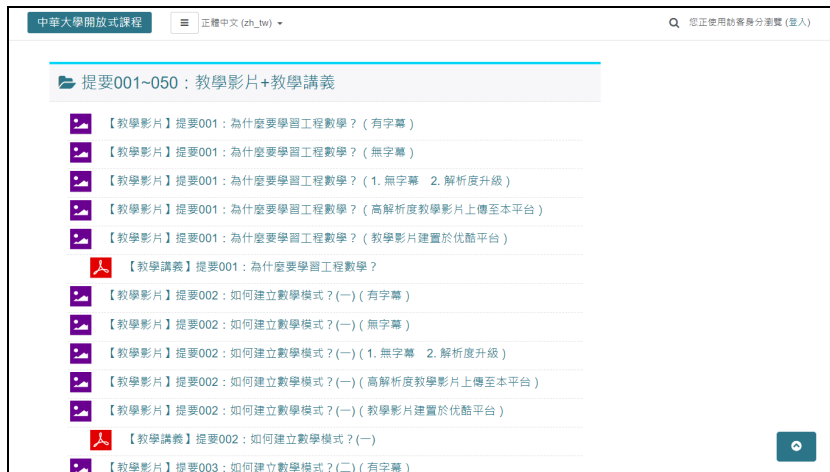 中華大學開放式課程
正體中文 (zh_tw)
您正使用訪客身分瀏覽 (登入)
提要001~050：教學影片+教學講義
【教學影片】提要001：為什麼要學習工程數學？ ( 有字幕 )
【教學影片】提要001：為什麼要學習工程數學？ ( 無字幕 )
【教學影片】提要001：為什麼要學習工程數學？ ( 1. 無字幕　2. 解析度升級 )
【教學影片】提要001：為什麼要學習工程數學？ ( 高解析度教學影片上傳至本平台 )
【教學影片】提要001：為什麼要學習工程數學？ ( 教學影片建置於优酷平台 )
【教學講義】提要001：為什麼要學習工程數學？
【教學影片】提要002：如何建立數學模式？(一) ( 有字幕 )
【教學影片】提要002：如何建立數學模式？(一) ( 無字幕 )
【教學影片】提要002：如何建立數學模式？(一) ( 1. 無字幕　2. 解析度升級 )
【教學影片】提要002：如何建立數學模式？(一) ( 高解析度教學影片上傳至本平台 )
【教學影片】提要002：如何建立數學模式？(一) ( 教學影片建置於优酷平台 )
【教學講義】提要002：如何建立數學模式？(一)
【教學影片】提要003：如何建立數學模式？(二) ( 有字幕 )